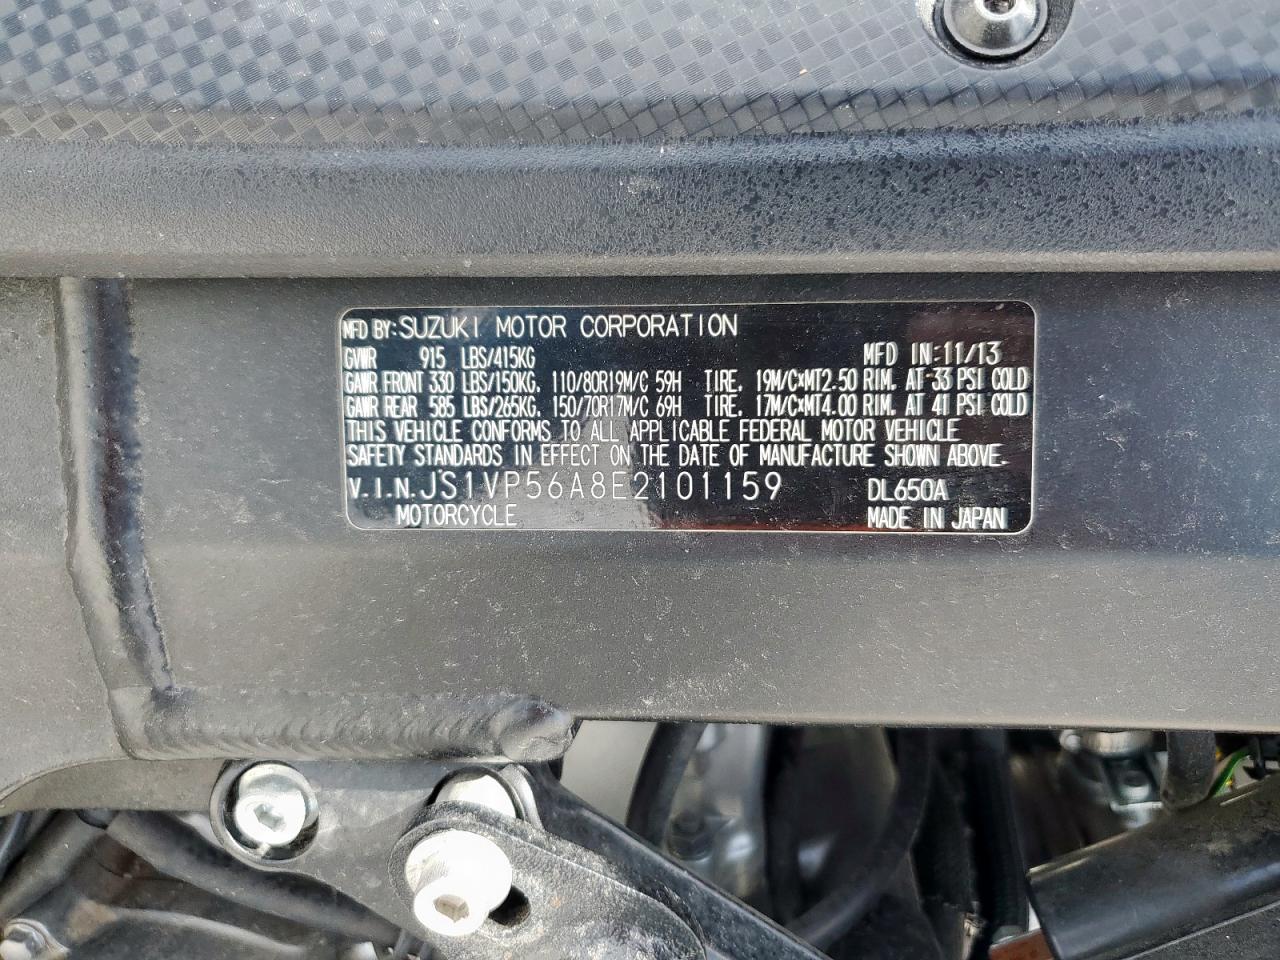 MFD BY: SUZUKI MOTOR CORPORATION
GVWR 915 LBS/415KG MFD IN: 11/13
GAWR FRONT 330 LBS/150KG. 110/80R19M/C 59H TIRE. 19M/C×MT2.50 RIM. AT 33 PSI COLD
GAWR REAR 585 LBS/265KG. 150/70R17M/C 69H TIRE. 17M/C×MT4.00 RIM. AT 41 PSI COLD
THIS VEHICLE CONFORMS TO ALL APPLICABLE FEDERAL MOTOR VEHICLE
SAFETY STANDARDS IN EFFECT ON THE DATE OF MANUFACTURE SHOWN ABOVE.
V.I.N. JS1VP56A8E2101159 DL650A
MOTORCYCLE MADE IN JAPAN